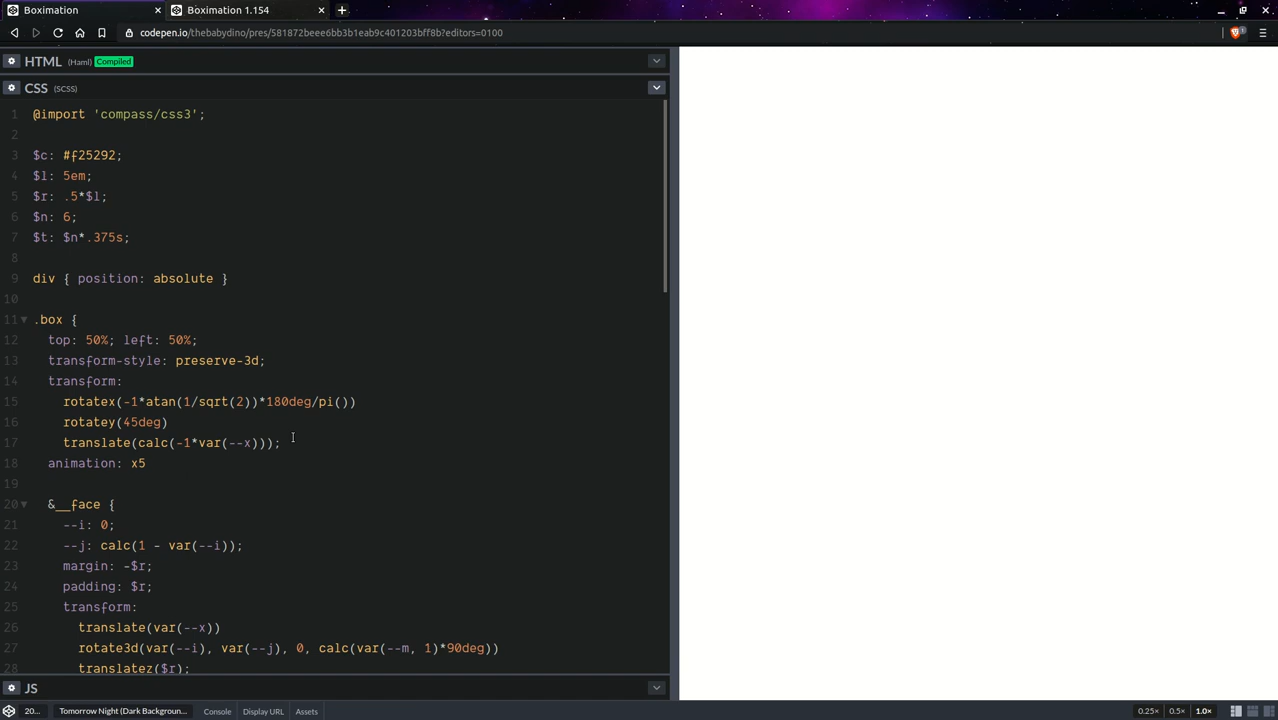 Boximation
Boximation 1.154
codepen.io/thebabydino/pres/581872beee6bb3b1eab9c401203bff8b?editors=0100
1
HTML (Haml) Compiled
CSS (SCSS)
1 @import 'compass/css3';
2
3 $c: #f25292;
4 $l: 5em;
5 $r: .5*$l;
6 $n: 6;
7 $t: $n*.375s;
8
9 div { position: absolute }
10
11 .box {
12 top: 50%; left: 50%;
13 transform-style: preserve-3d;
14 transform:
15 rotatex(-1*atan(1/sqrt(2))*180deg/pi())
16 rotatey(45deg)
17 translate(calc(-1*var(--x)));
18 animation: x5
19
20 &__face {
21 --i: 0;
22 --j: calc(1 - var(--i));
23 margin: -$r;
24 padding: $r;
25 transform:
26 translate(var(--x))
27 rotate3d(var(--i), var(--j), 0, calc(var(--m, 1)*90deg))
28 translatez($r);
JS
20... Tomorrow Night (Dark Backgroun... Console Display URL Assets 0.25× 0.5× 1.0×